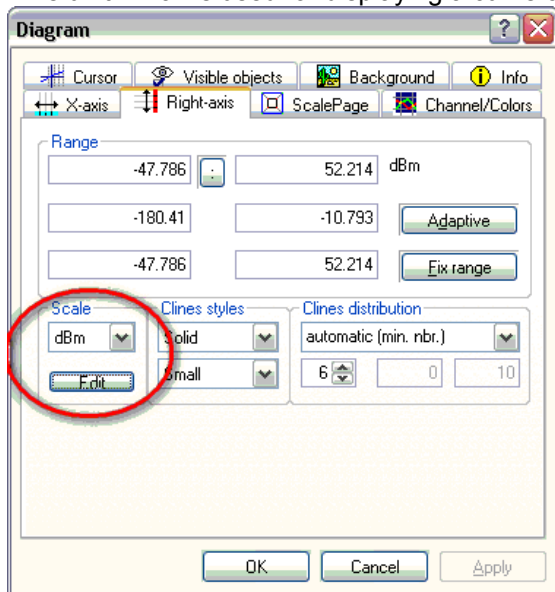 Diagram
Cursor Visible objects Background Info
X-axis Right-axis ScalePage Channel/Colors
Range
-47.786 : 52.214 dBm
-180.41 -10.793 Adaptive
-47.786 52.214 Fix range
Scale Clines styles Clines distribution
dBm Solid automatic (min. nbr.)
Edit Small 6 0 10
OK Cancel Apply